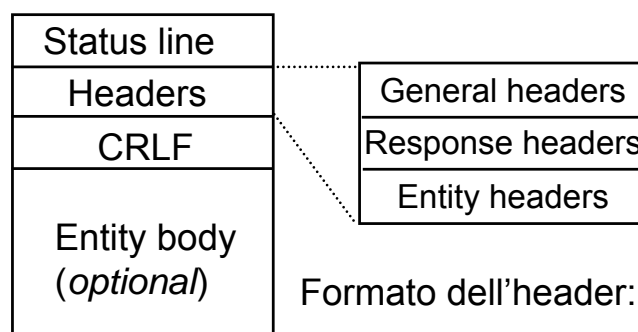 Status line
Headers
CRLF
Entity body
(optional)
General headers
Response headers
Entity headers
Formato dell'header: